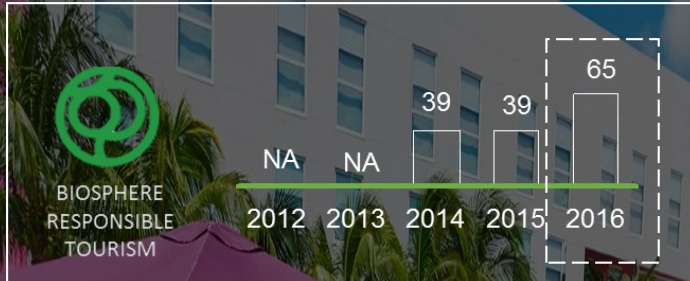 BIOSPHERE
RESPONSIBLE
TOURISM
NA NA 39 39 65
2012 2013 2014 2015 2016